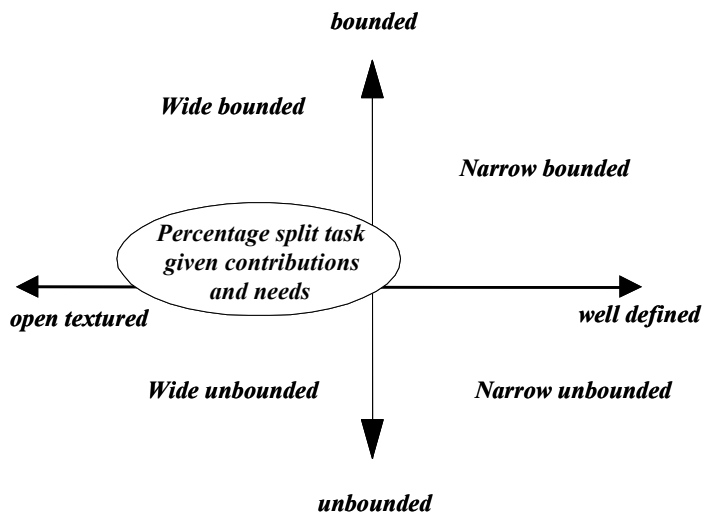 bounded
Wide bounded
Narrow bounded
Percentage split task
given contributions
and needs
open textured
well defined
Wide unbounded
Narrow unbounded
unbounded